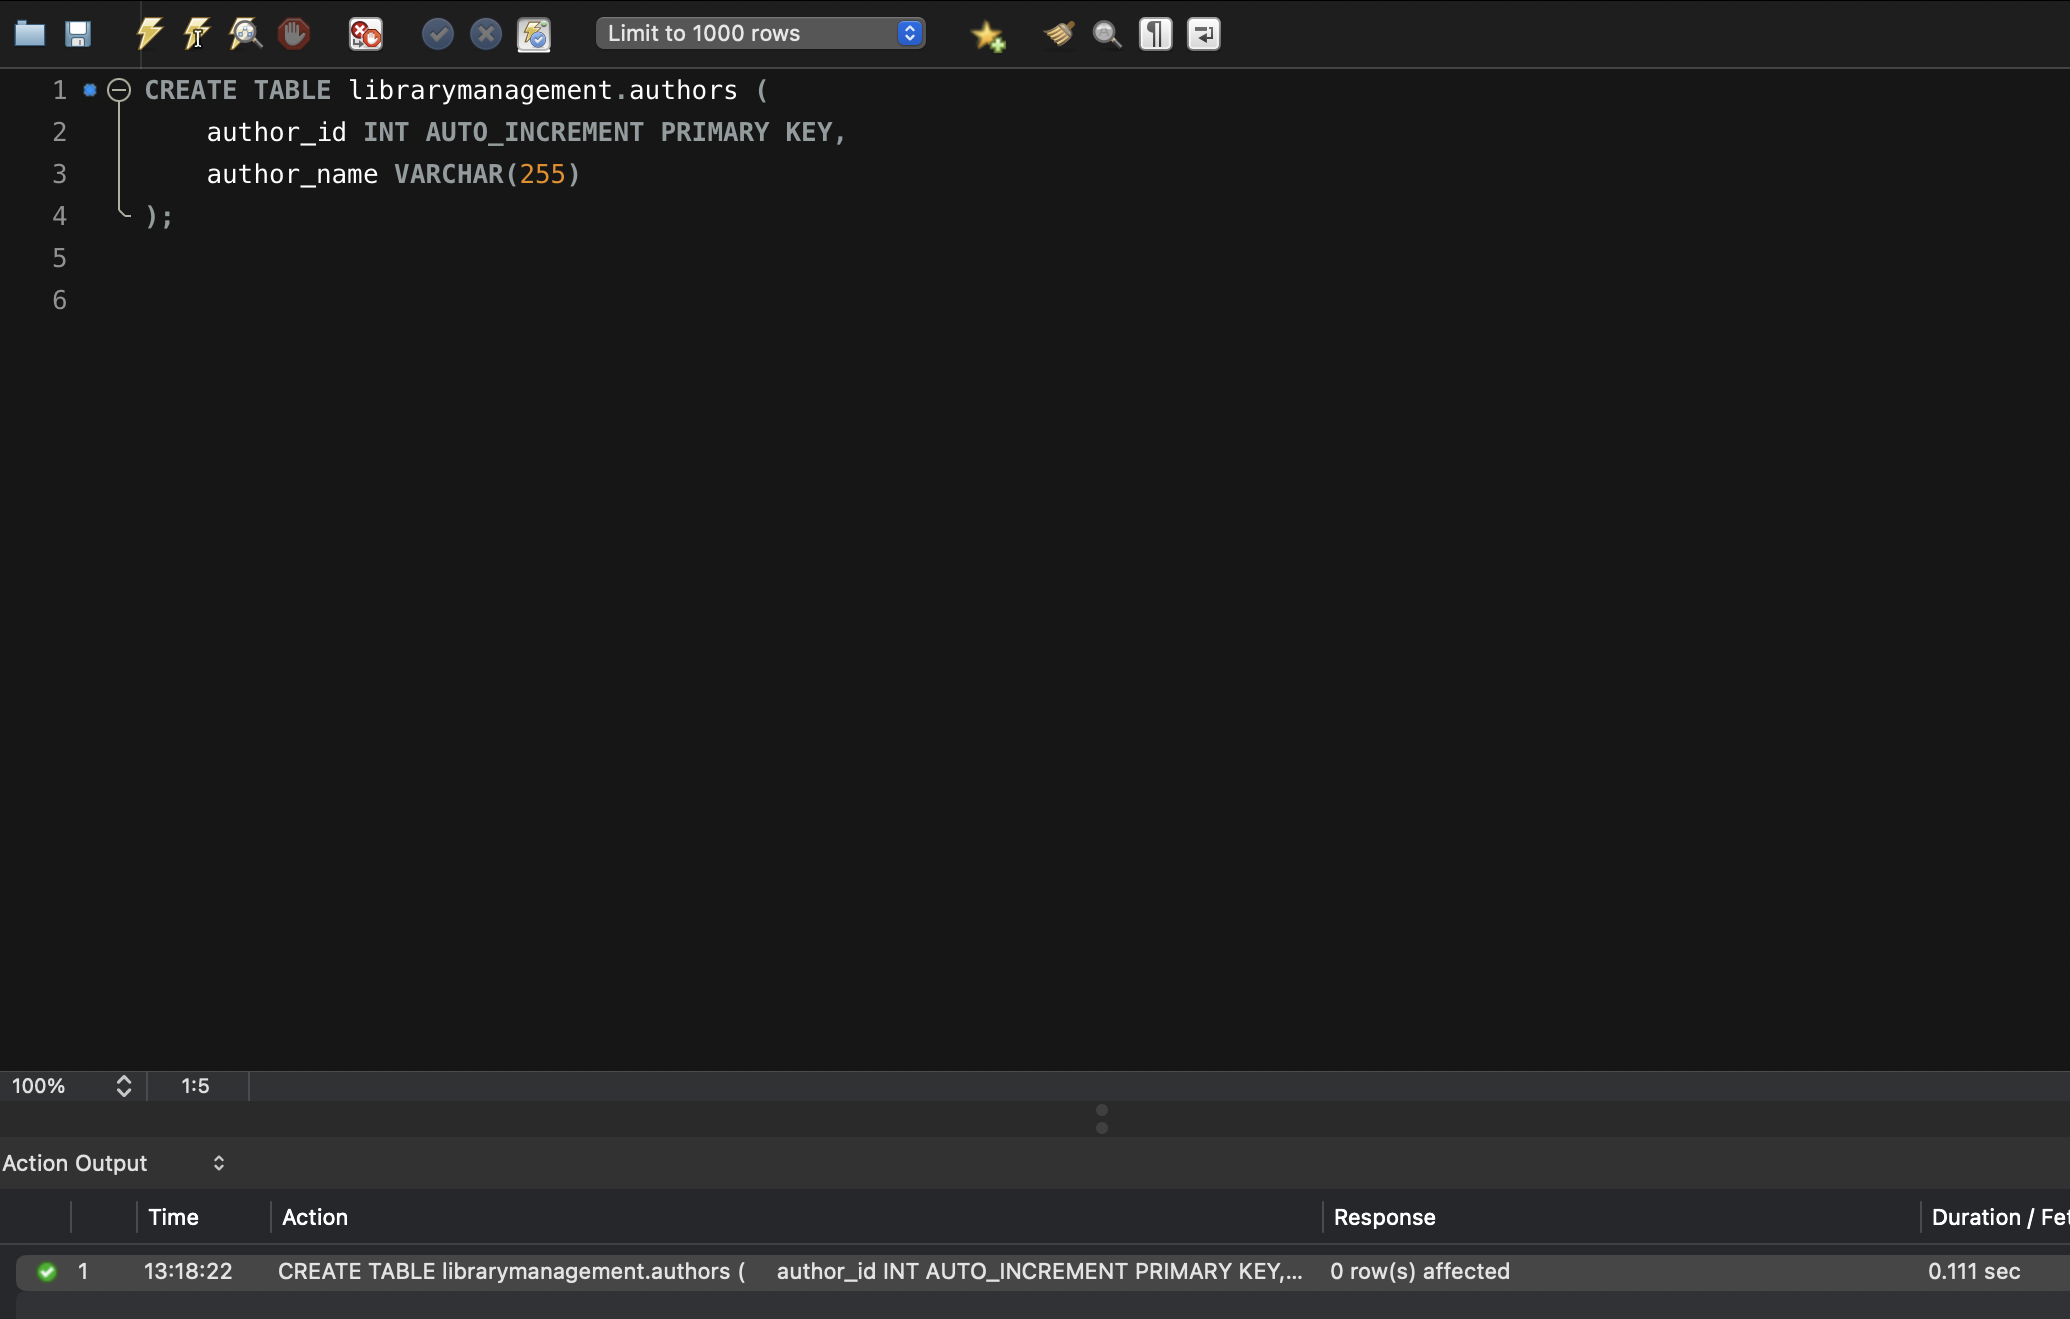 Limit to 1000 rows
1 CREATE TABLE librarymanagement.authors (
2 author_id INT AUTO_INCREMENT PRIMARY KEY,
3 author_name VARCHAR(255)
4 );
5
6
100% 1:5
Action Output
Time Action Response Duration / Fet
1 13:18:22 CREATE TABLE librarymanagement.authors ( author_id INT AUTO_INCREMENT PRIMARY KEY,... 0 row(s) affected 0.111 sec